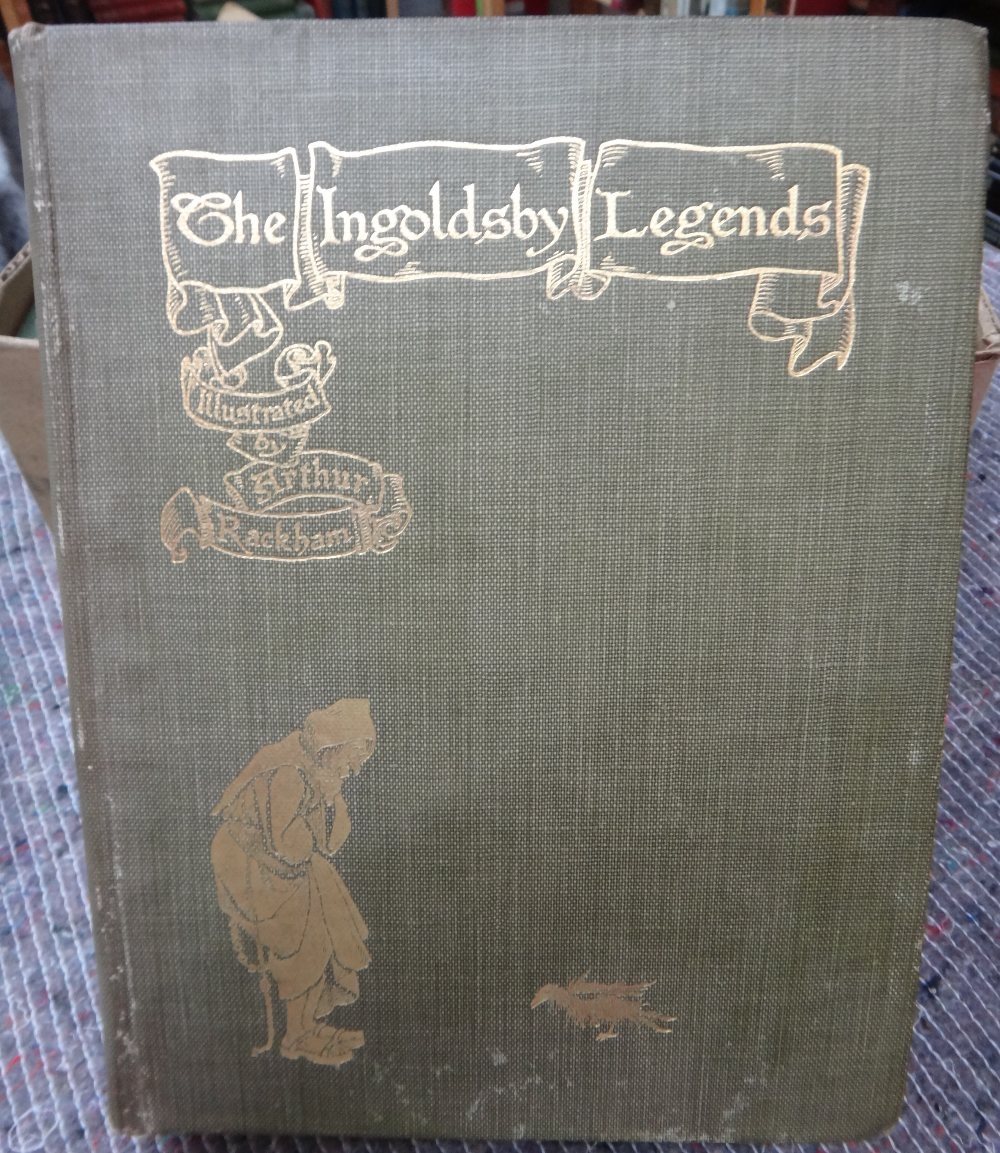 The Ingoldsby Legends
Illustrated
by
Arthur
Rackham